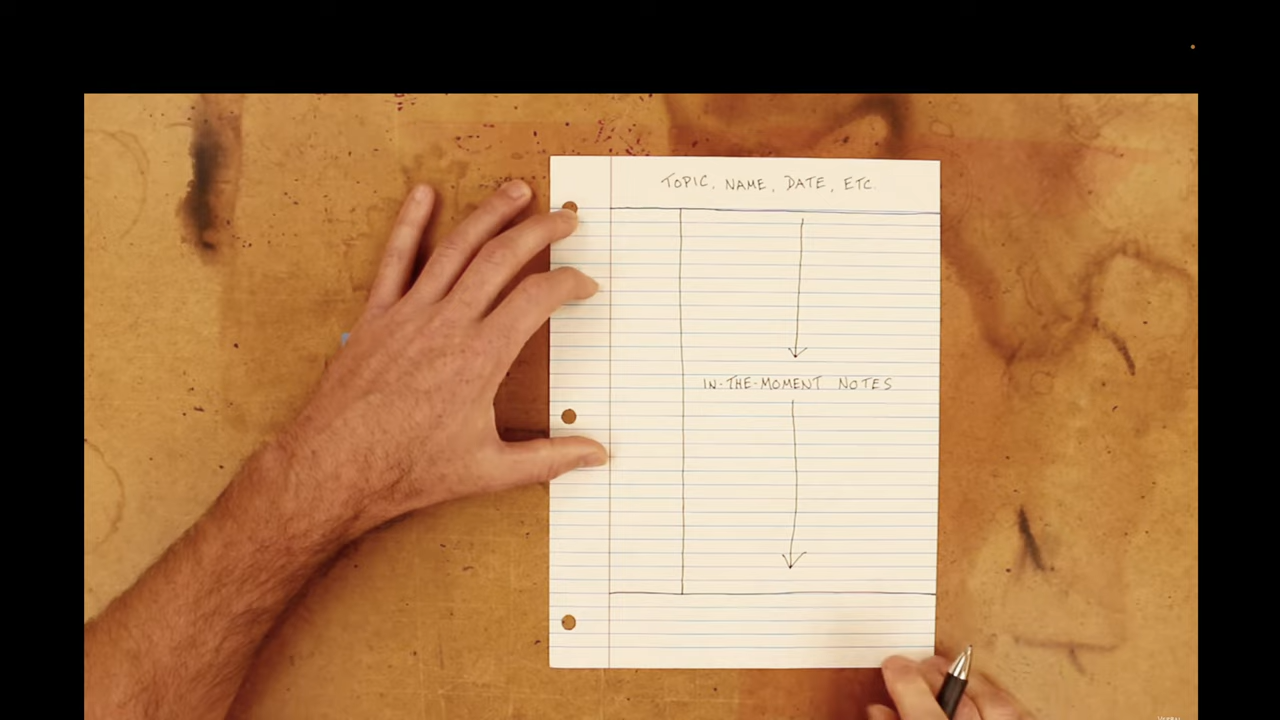 TOPIC, NAME, DATE, ETC.
IN-THE-MOMENT NOTES